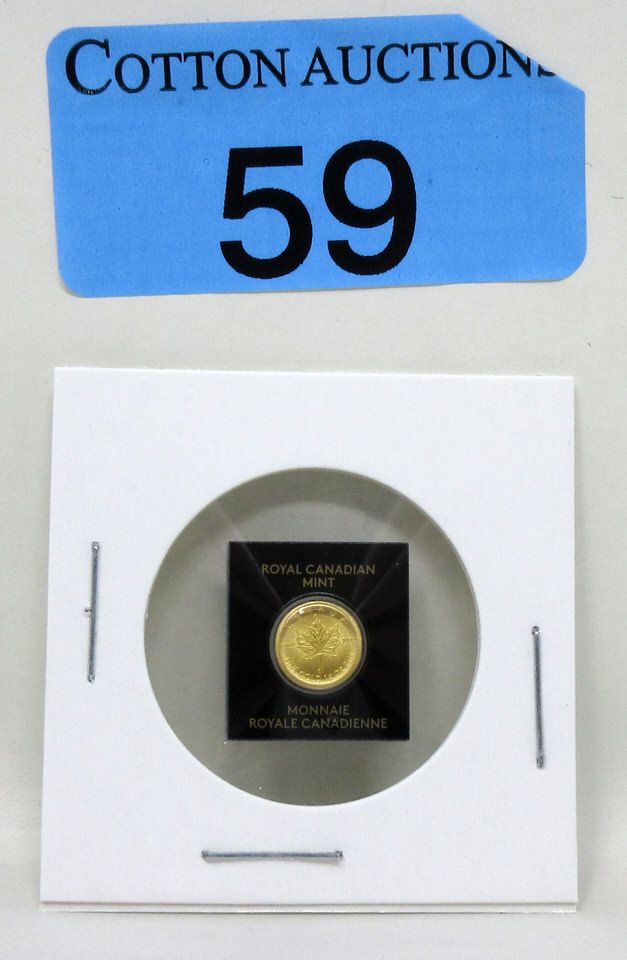 COTTON AUCTIONS
59
ROYAL CANADIAN
MINT
MONNAIE
ROYALE CANADIENNE